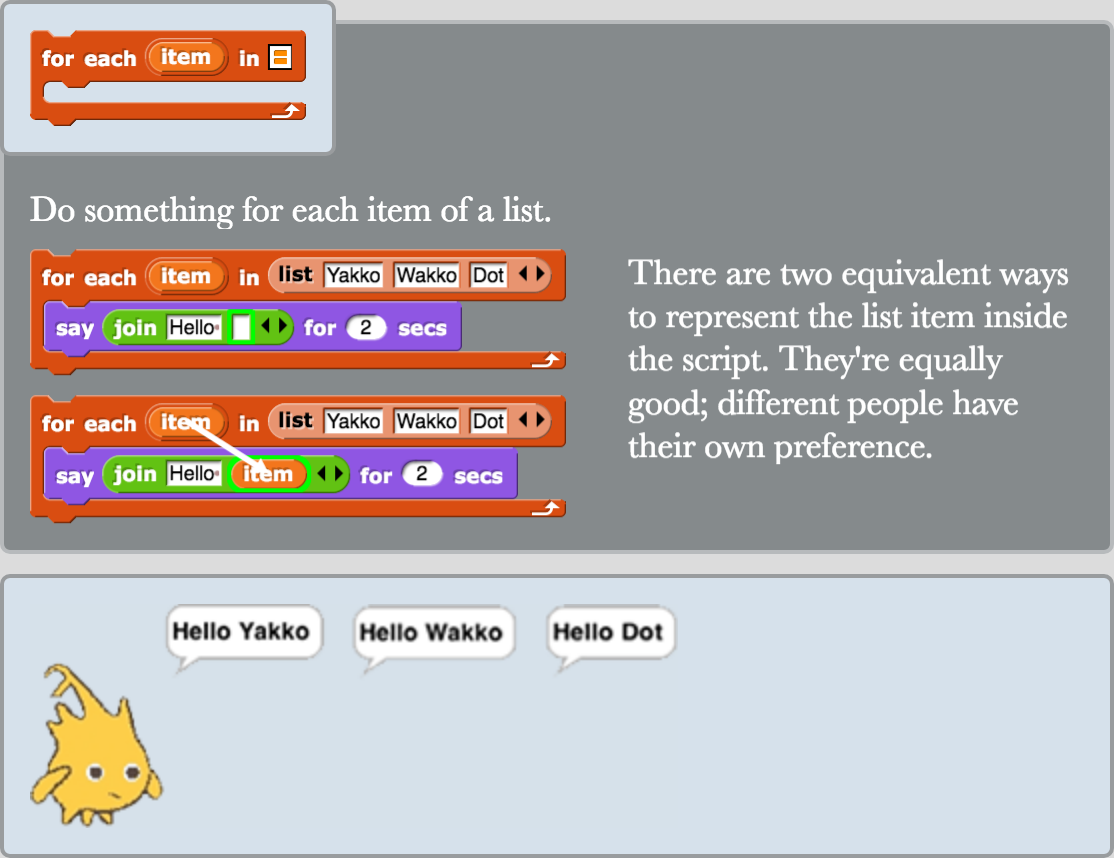 for each item in
Do something for each item of a list.
for each item in list Yakko Wakko Dot
say join Hello for 2 secs
for each item in list Yakko Wakko Dot
say join Hello item for 2 secs
There are two equivalent ways
to represent the list item inside
the script. They're equally
good; different people have
their own preference.
Hello Yakko Hello Wakko Hello Dot